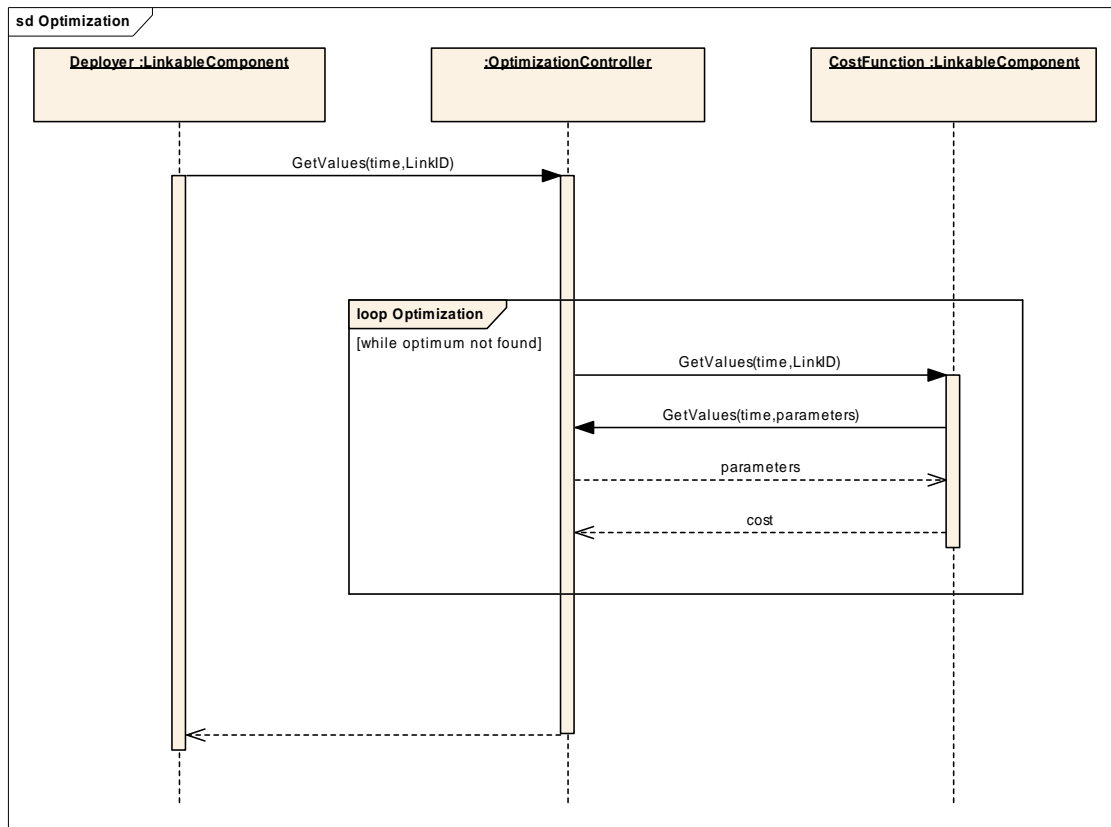 sd Optimization
Deployer :LinkableComponent
:OptimizationController
CostFunction :LinkableComponent
GetValues(time,LinkID)
loop Optimization
[while optimum not found]
GetValues(time,LinkID)
GetValues(time,parameters)
parameters
cost